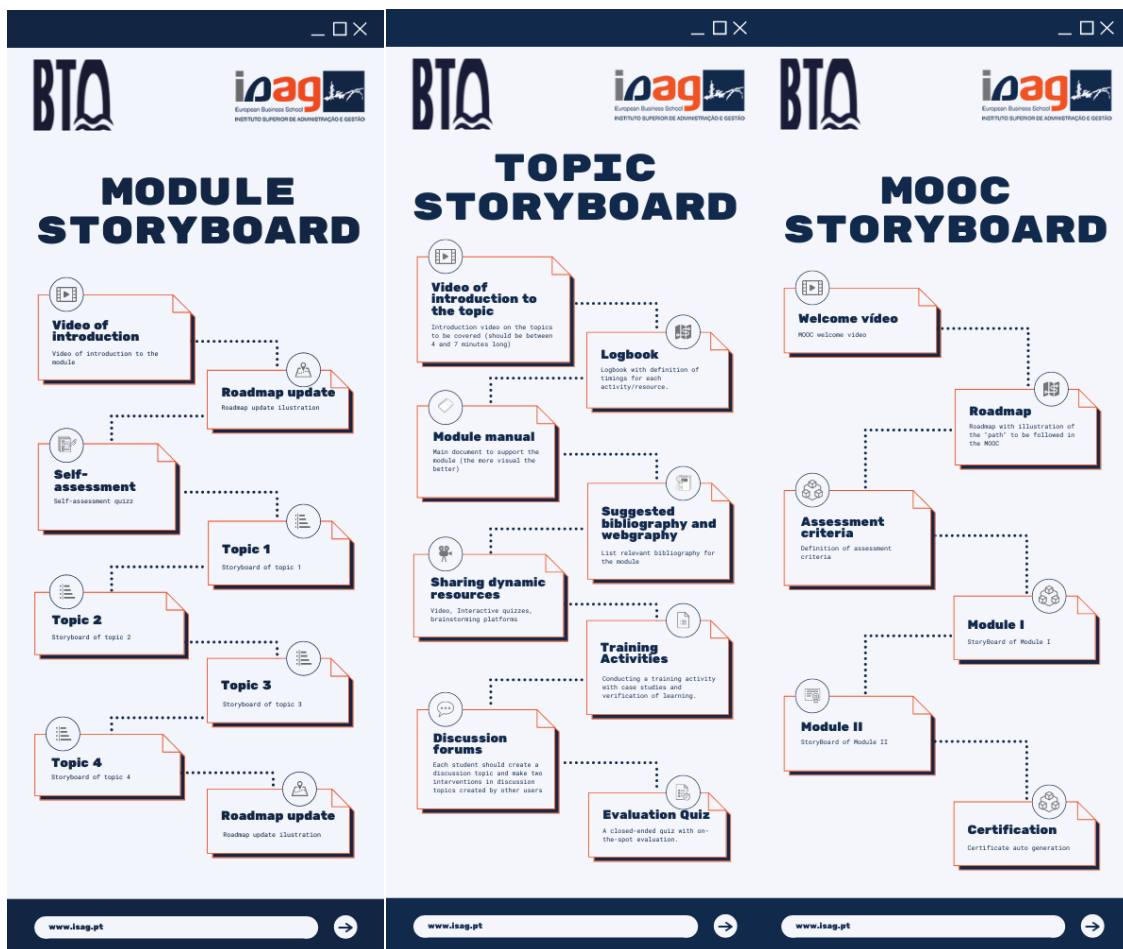 BTQ
isag
European Business School
INSTITUTO SUPERIOR DE ADMINISTRAÇÃO E GESTÃO
MODULE
STORYBOARD
Video of
introduction
Video of introduction to the
module
Roadmap update
Roadmap update ilustration
Self-
assessment
Self-assessment quizz
Topic 1
Storyboard of topic 1
Topic 2
Storyboard of topic 2
Topic 3
Storyboard of topic 3
Topic 4
Storyboard of topic 4
Roadmap update
Roadmap update ilustration
www.isag.pt
BTQ
isag
European Business School
INSTITUTO SUPERIOR DE ADMINISTRAÇÃO E GESTÃO
TOPIC
STORYBOARD
Video of
introduction to
the topic
Introduction video on the topics
to be covered (should be between
4 and 7 minutes long)
Logbook
Logbook with definition of
timings for each
activity/resource.
Module manual
Main document to support the
module (the more visual the
better)
Suggested
bibliography and
webgraphy
List relevant bibliography for
the module
Sharing dynamic
resources
Video, Interactive quizzes,
brainstorming platforms
Training
Activities
Conducting a training activity
with case studies and
verification of learning.
Discussion
forums
Each student should create a
discussion topic and make two
interventions in discussion
topics created by other users
Evaluation Quiz
A closed-ended quiz with on-
the-spot evaluation.
www.isag.pt
BTQ
isag
European Business School
INSTITUTO SUPERIOR DE ADMINISTRAÇÃO E GESTÃO
MOOC
STORYBOARD
Welcome vídeo
MOOC welcome video
Roadmap
Roadmap with illustration of
the "path" to be followed in
the MOOC
Assessment
criteria
Definition of assessment
criteria
Module I
StoryBoard of Module I
Module II
StoryBoard of Module II
Certification
Certificate auto generation
www.isag.pt